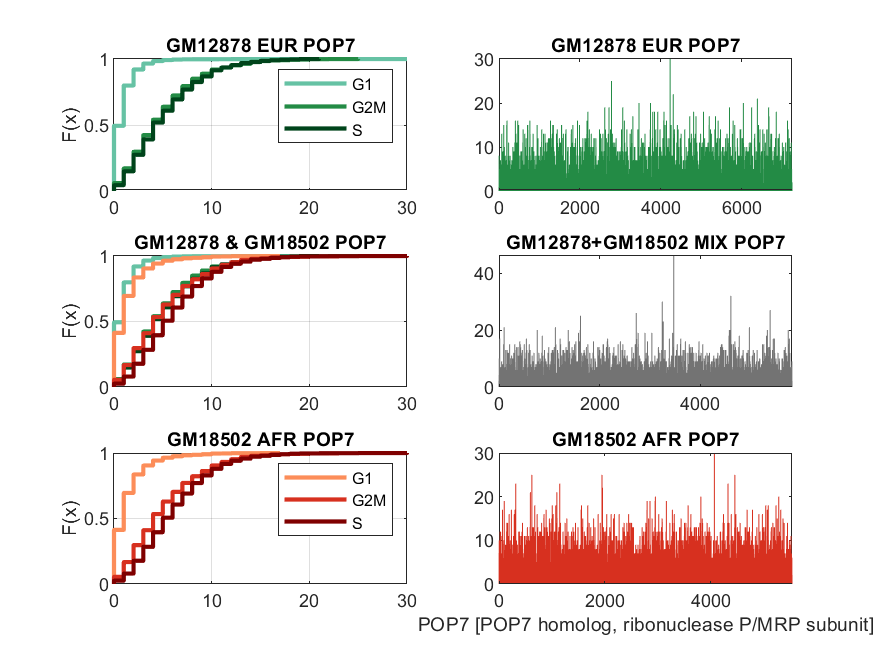 GM12878 EUR POP7
1
0.5
0
F(x)
G1
G2M
S
0 10 20 30
GM12878 EUR POP7
30
20
10
0
0 2000 4000 6000
GM12878 & GM18502 POP7
1
0.5
0
F(x)
0 10 20 30
GM12878+GM18502 MIX POP7
40
20
0
0 2000 4000
GM18502 AFR POP7
1
0.5
0
F(x)
G1
G2M
S
0 10 20 30
GM18502 AFR POP7
30
20
10
0
0 2000 4000
POP7 [POP7 homolog, ribonuclease P/MRP subunit]